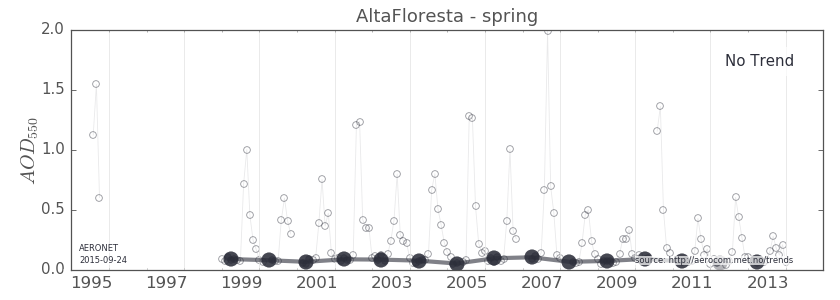 AltaFloresta - spring
2.0
1.5
1.0
0.5
0.0
AOD550
No Trend
AERONET
2015-09-24
source: http://aerocom.met.no/trends
1995 1997 1999 2001 2003 2005 2007 2009 2011 2013